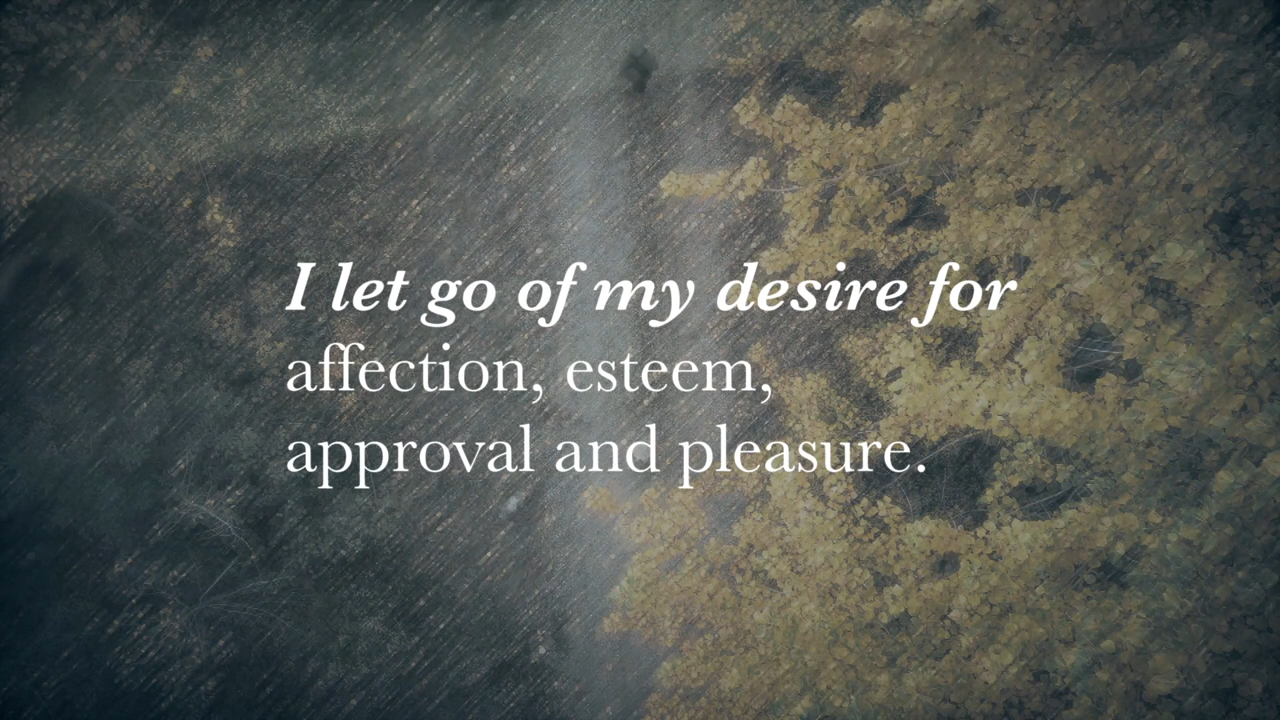 I let go of my desire for
affection, esteem,
approval and pleasure.